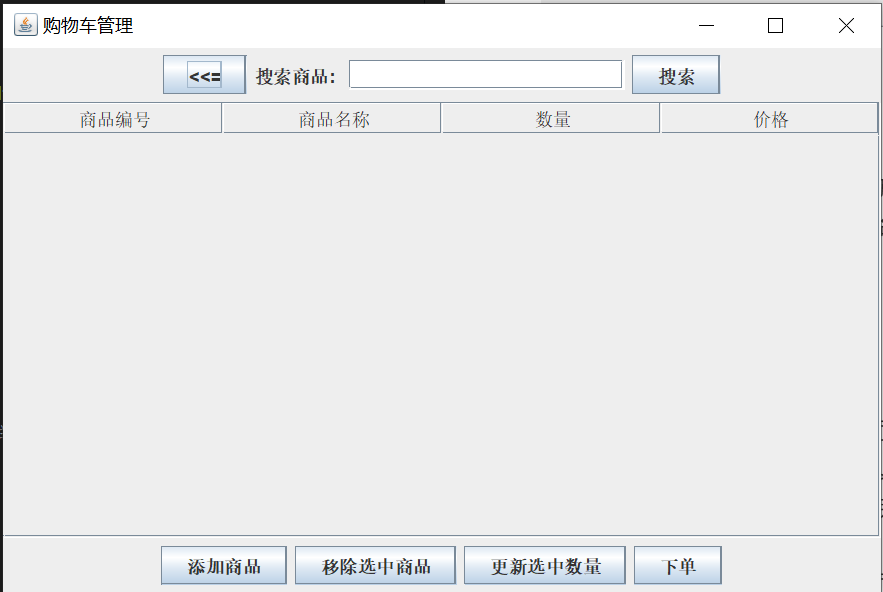 购物车管理
<<= 搜索商品： 搜索
商品编号 商品名称 数量 价格
添加商品 移除选中商品 更新选中数量 下单